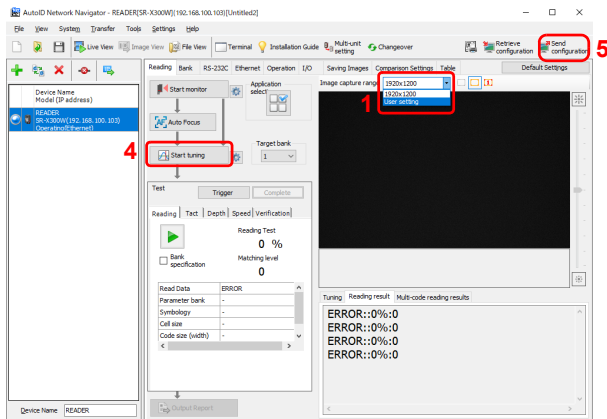 AutoID Network Navigator - READER[SR-X300W](192.168.100.103)[Untitled2]
File View System Transfer Tools Settings Help
Live View Image View File View Terminal Installation Guide Multi-unit setting Changeover Retrieve configuration Send configuration
5
Device Name
Model (IP address)
READER
SR-X300W(192.168.100.103)
Operating(Ethernet)
Device Name READER
Reading Bank RS-232C Ethernet Operation I/O Saving Images Comparison Settings Table Default Settings
Start monitor
Application select
Auto Focus
4
Start tuning
Target bank
1
Test
Trigger Complete
Reading Tact Depth Speed Verification
Reading Test
0 %
Bank specification
Matching level
0
Read Data ERROR
Parameter bank -
Symbology -
Cell size -
Code size (width) -
Output Report
Image capture range 1920x1200
1920x1200
User setting
1
Tuning Reading result Multi-code reading results
ERROR::0%:0
ERROR::0%:0
ERROR::0%:0
ERROR::0%:0